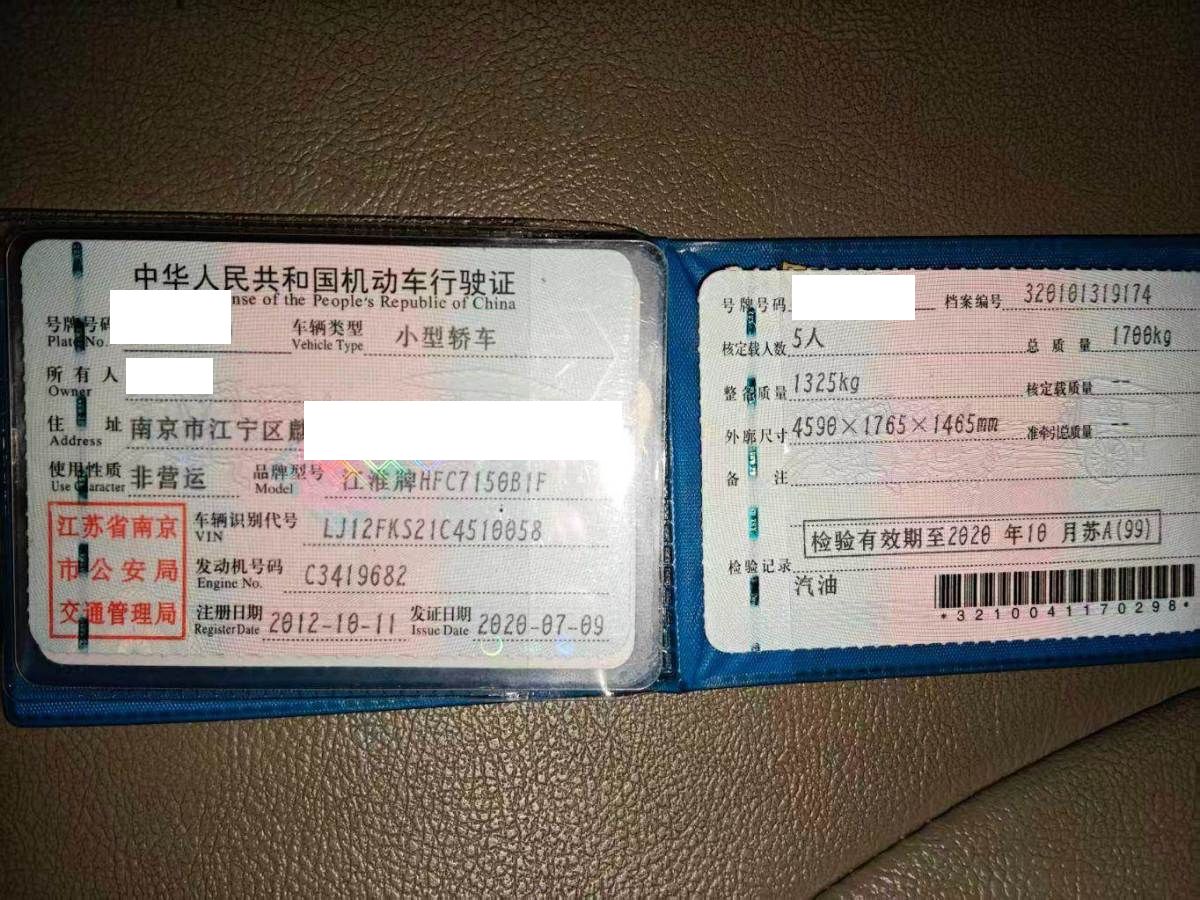 中华人民共和国机动车行驶证
nse of the People's Republic of China
号牌号码 车辆类型 小型轿车
Plate No. Vehicle Type
所有人
Owner
住址 南京市江宁区麒
Address
使用性质 非营运 品牌型号 江淮牌HFC7150B1F
Use Character Model
江苏省南京
市公安局
交通管理局
车辆识别代号 LJ12FKS21C4510058
VIN
发动机号码 C3419682
Engine No.
注册日期 2012-10-11 发证日期 2020-07-09
Register Date Issue Date
号牌号码 档案编号 320101319174
核定载人数 5人 总质量 1700kg
整备质量 1325kg 核定载质量 --
外廓尺寸 4590×1765×1465mm 准牵引总质量 --
备注
检验有效期至2020 年10 月苏A(99)
检验记录
汽油
*3210041170298*